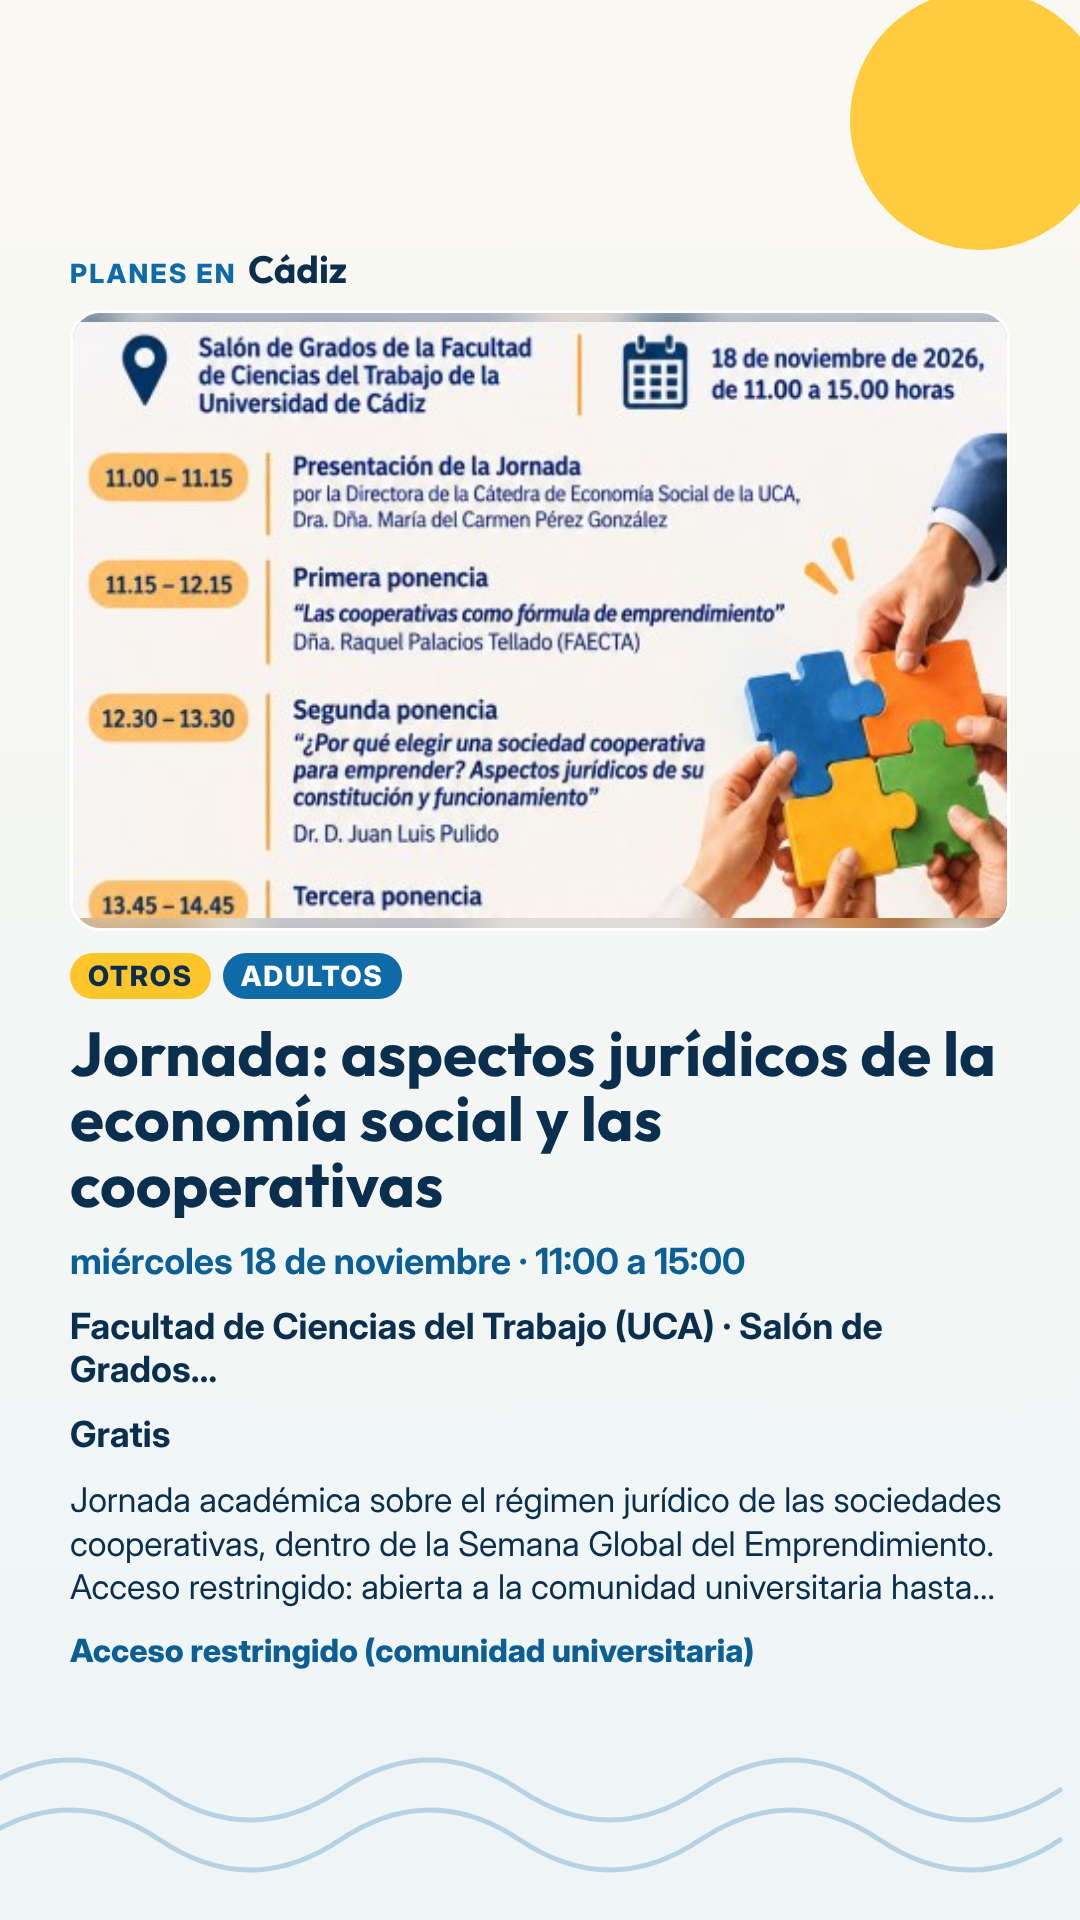 PLANES EN Cádiz
Salón de Grados de la Facultad
de Ciencias del Trabajo de la
Universidad de Cádiz
18 de noviembre de 2026,
de 11.00 a 15.00 horas
11.00 – 11.15
Presentación de la Jornada
por la Directora de la Cátedra de Economía Social de la UCA,
Dra. Dña. María del Carmen Pérez González
11.15 – 12.15
Primera ponencia
“Las cooperativas como fórmula de emprendimiento”
Dña. Raquel Palacios Tellado (FAECTA)
12.30 – 13.30
Segunda ponencia
“¿Por qué elegir una sociedad cooperativa
para emprender? Aspectos jurídicos de su
constitución y funcionamiento”
Dr. D. Juan Luis Pulido
13.45 – 14.45
Tercera ponencia
OTROS ADULTOS
Jornada: aspectos jurídicos de la
economía social y las
cooperativas
miércoles 18 de noviembre · 11:00 a 15:00
Facultad de Ciencias del Trabajo (UCA) · Salón de
Grados...
Gratis
Jornada académica sobre el régimen jurídico de las sociedades
cooperativas, dentro de la Semana Global del Emprendimiento.
Acceso restringido: abierta a la comunidad universitaria hasta...
Acceso restringido (comunidad universitaria)